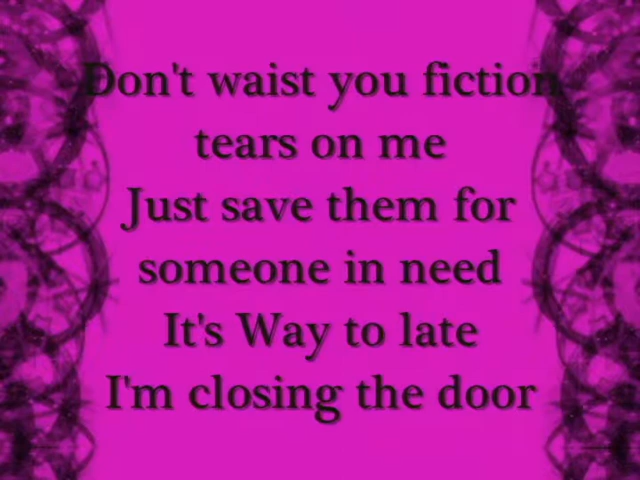 Don't waist you fiction
tears on me
Just save them for
someone in need
It's Way to late
I'm closing the door